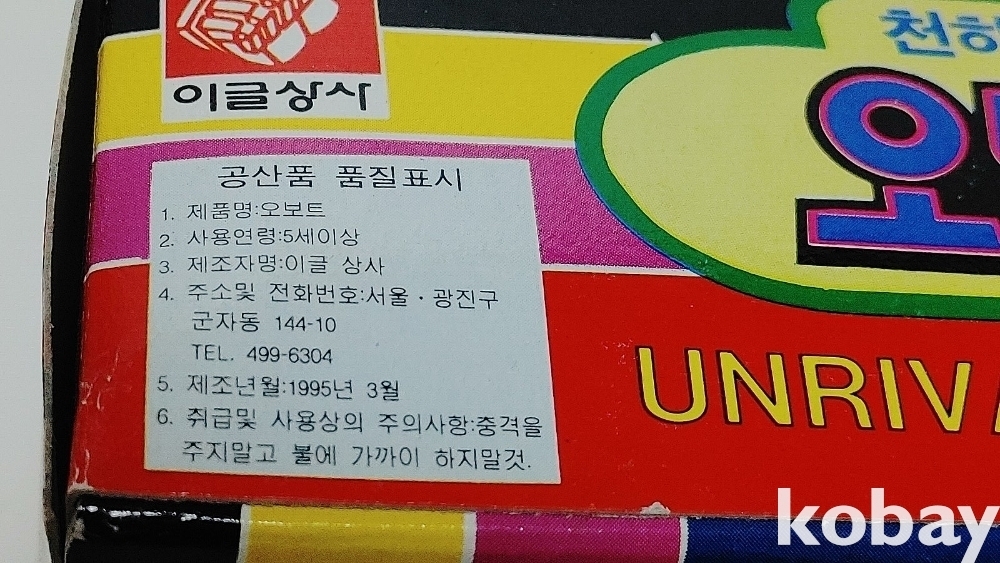 이글상사
천하
공산품 품질표시
1. 제품명:오보트
2. 사용연령:5세이상
3. 제조자명:이글 상사
4. 주소및 전화번호:서울·광진구
군자동 144-10
TEL. 499-6304
5. 제조년월:1995년 3월
6. 취급및 사용상의 주의사항:충격을
주지말고 불에 가까이 하지말것.
UNRIV
kobay